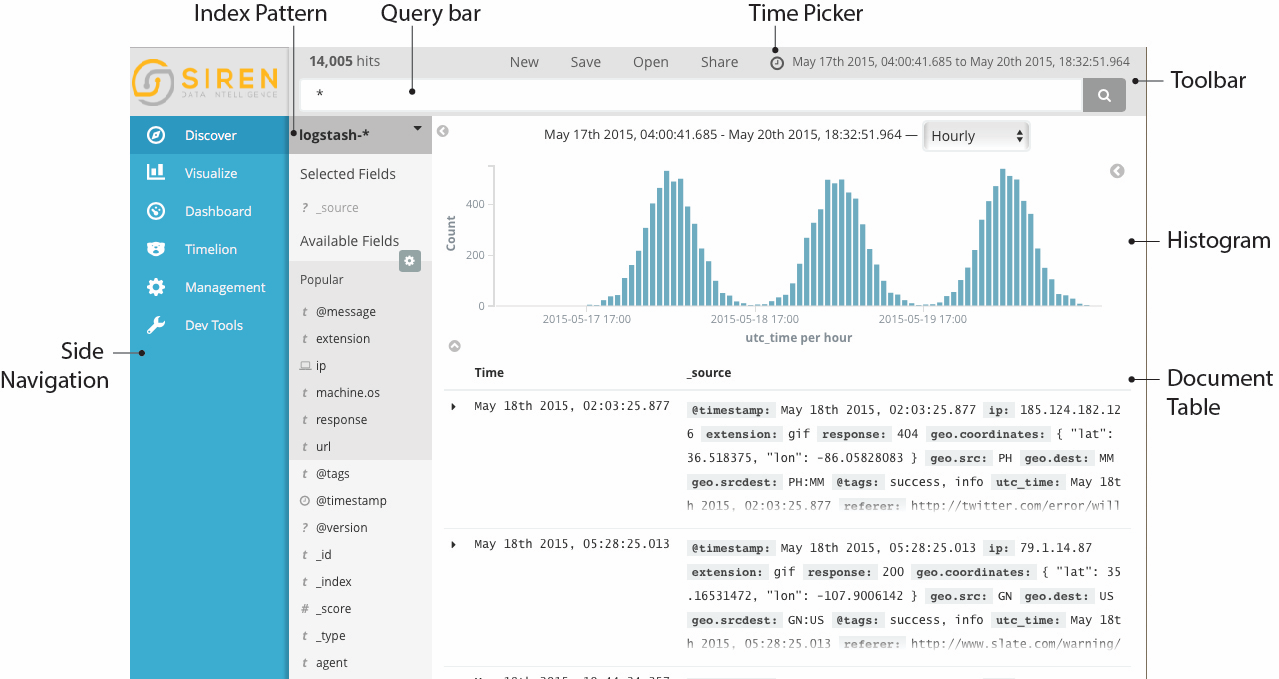 Index Pattern
Query bar
Time Picker
Toolbar
Histogram
Document
Table
Side
Navigation
SIREN
DATA INTELLIGENCE
14,005 hits
New Save Open Share May 17th 2015, 04:00:41.685 to May 20th 2015, 18:32:51.964
*
Discover
Visualize
Dashboard
Timelion
Management
Dev Tools
logstash-*
Selected Fields
? _source
Available Fields
Popular
t @message
t extension
ip
t machine.os
t response
t url
t @tags
@timestamp
? @version
t _id
t _index
# _score
t _type
t agent
May 17th 2015, 04:00:41.685 - May 20th 2015, 18:32:51.964 — Hourly
Count
400
200
0
2015-05-17 17:00 2015-05-18 17:00 2015-05-19 17:00
utc_time per hour
Time _source
May 18th 2015, 02:03:25.877
@timestamp: May 18th 2015, 02:03:25.877 ip: 185.124.182.12
6 extension: gif response: 404 geo.coordinates: { "lat":
36.518375, "lon": -86.05828083 } geo.src: PH geo.dest: MM
geo.srcdest: PH:MM @tags: success, info utc_time: May 18t
h 2015, 02:03:25.877 referer: http://twitter.com/error/will
May 18th 2015, 05:28:25.013
@timestamp: May 18th 2015, 05:28:25.013 ip: 79.1.14.87
extension: gif response: 200 geo.coordinates: { "lat": 35
.16531472, "lon": -107.9006142 } geo.src: GN geo.dest: US
geo.srcdest: GN:US @tags: success, info utc_time: May 18t
h 2015, 05:28:25.013 referer: http://www.slate.com/warning/